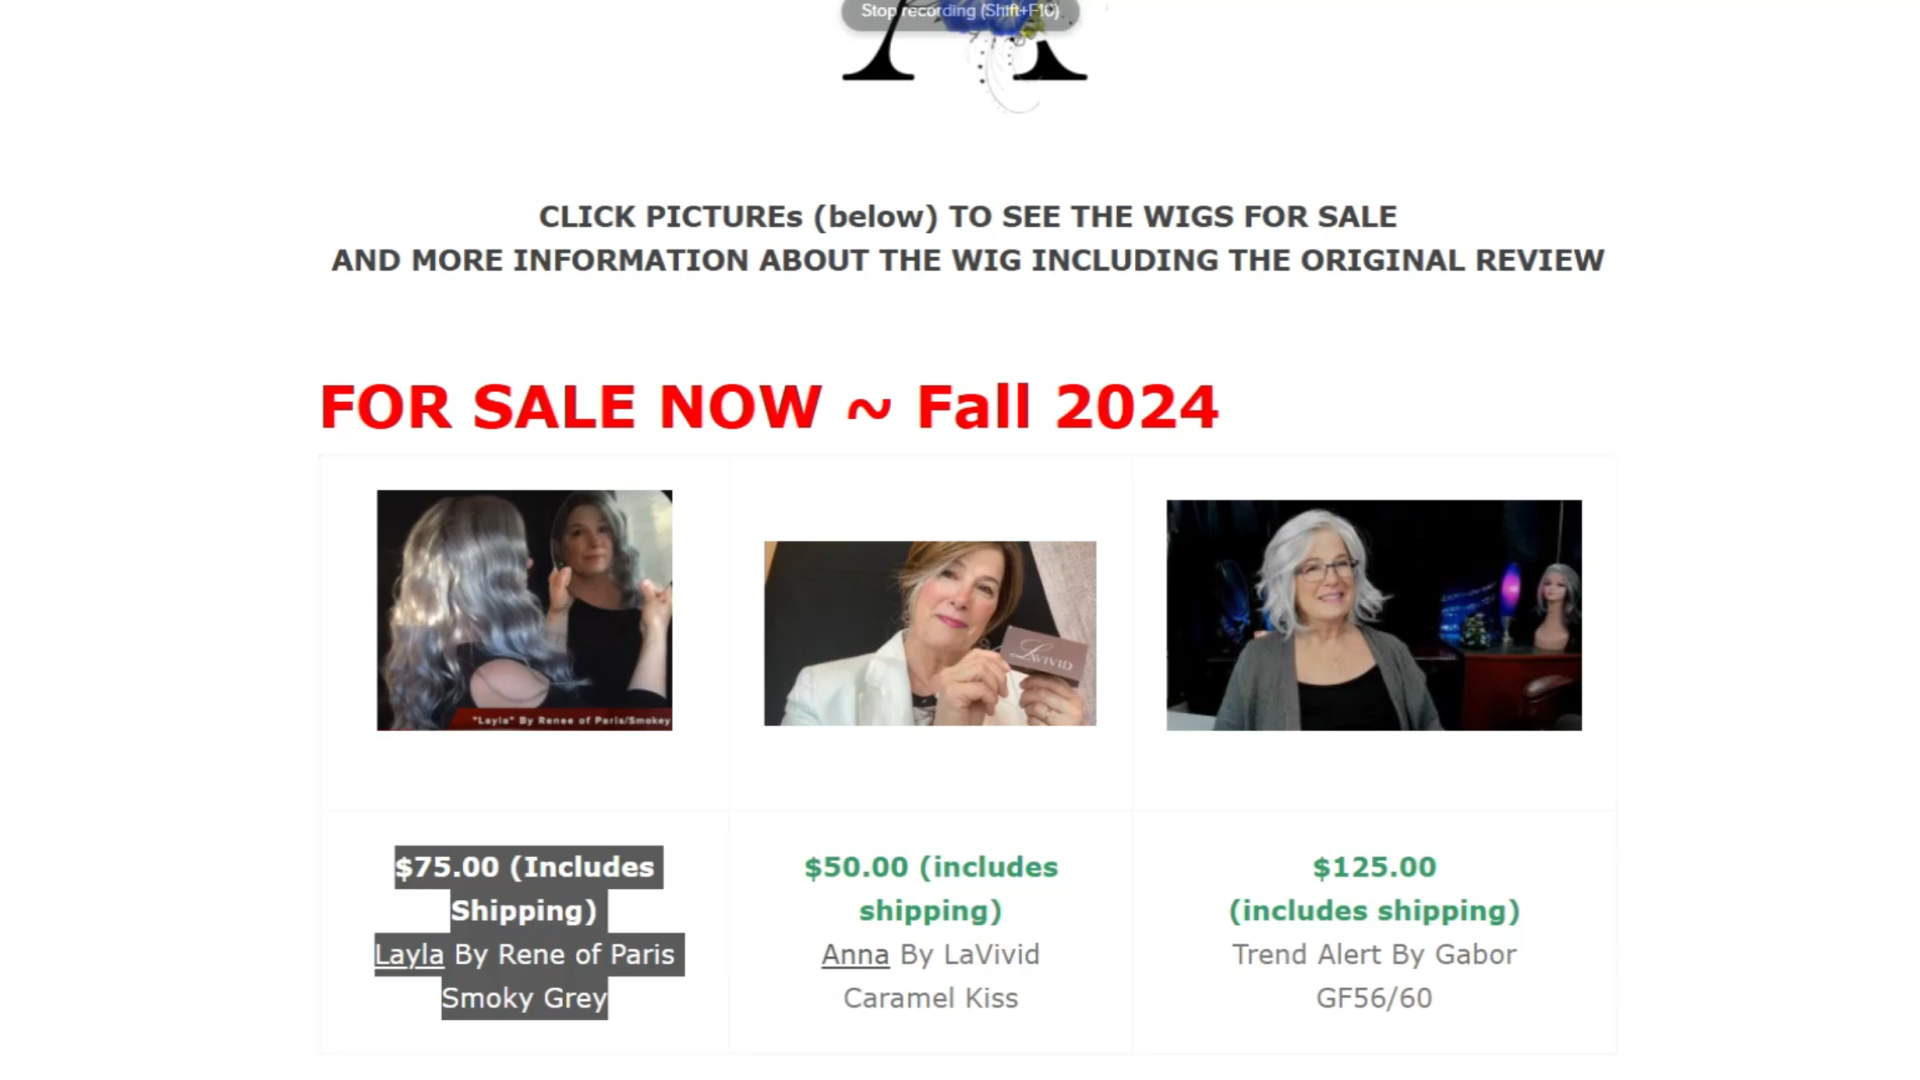 Stop recording (Shift+F10)
CLICK PICTUREs (below) TO SEE THE WIGS FOR SALE
AND MORE INFORMATION ABOUT THE WIG INCLUDING THE ORIGINAL REVIEW
FOR SALE NOW ~ Fall 2024
"Layla" By Renee of Paris/Smokey
LAVIVID
$75.00 (Includes
Shipping)
Layla By Rene of Paris
Smoky Grey
$50.00 (includes
shipping)
Anna By LaVivid
Caramel Kiss
$125.00
(includes shipping)
Trend Alert By Gabor
GF56/60